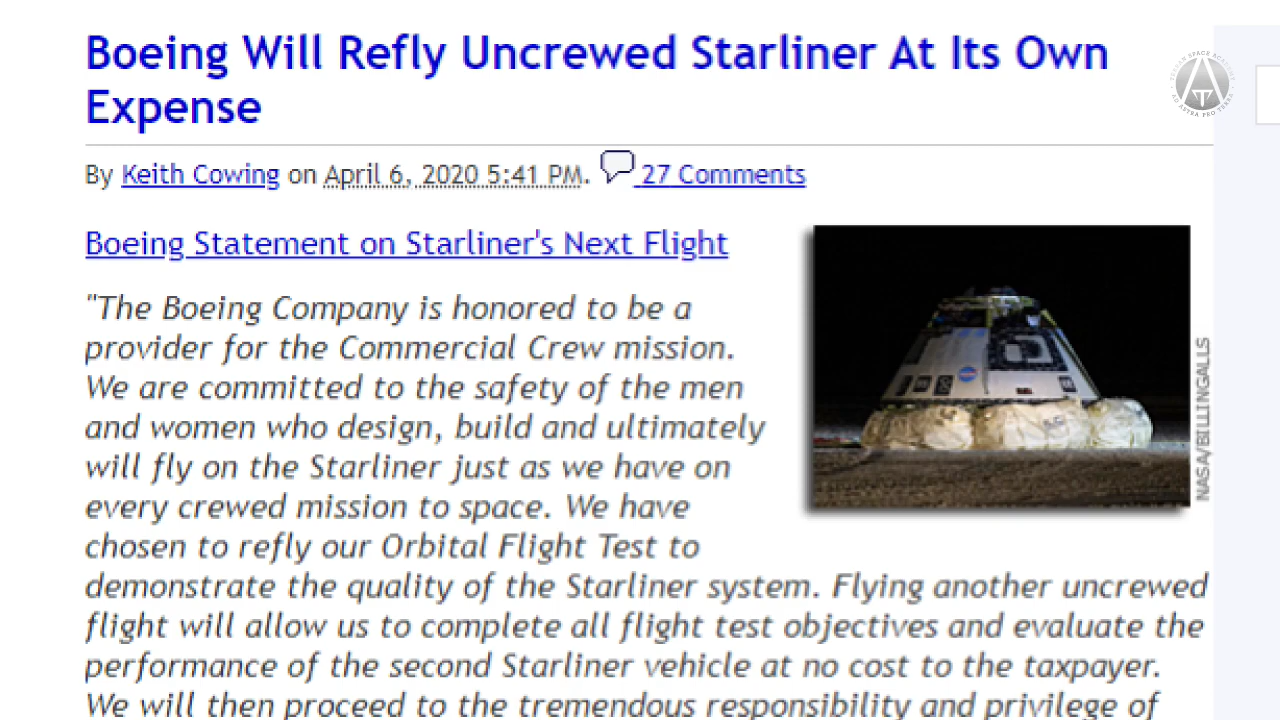 Boeing Will Refly Uncrewed Starliner At Its Own
Expense
By Keith Cowing on April 6, 2020 5:41 PM. 27 Comments
Boeing Statement on Starliner's Next Flight
"The Boeing Company is honored to be a
provider for the Commercial Crew mission.
We are committed to the safety of the men
and women who design, build and ultimately
will fly on the Starliner just as we have on
every crewed mission to space. We have
chosen to refly our Orbital Flight Test to
demonstrate the quality of the Starliner system. Flying another uncrewed
flight will allow us to complete all flight test objectives and evaluate the
performance of the second Starliner vehicle at no cost to the taxpayer.
We will then proceed to the tremendous responsibility and privilege of
NASA/BILL INGALLS
AD ASTRA PRO TERRA